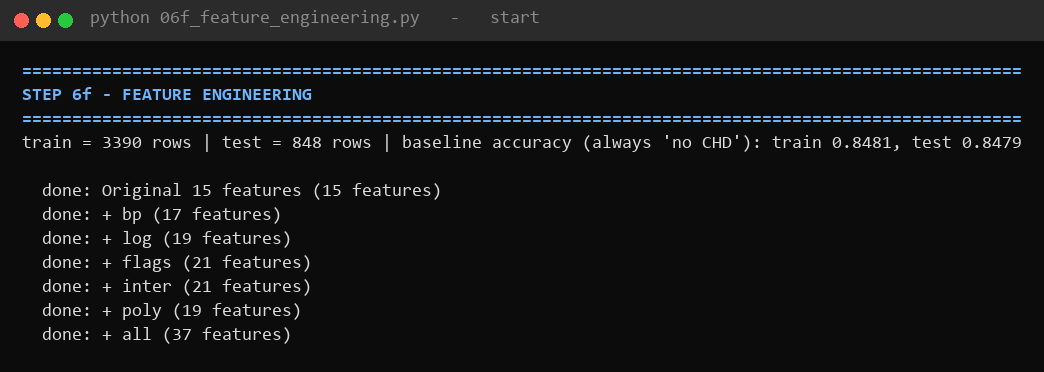 python 06f_feature_engineering.py   -   start
====================================================================================================
STEP 6f - FEATURE ENGINEERING
====================================================================================================
train = 3390 rows | test = 848 rows | baseline accuracy (always 'no CHD'): train 0.8481, test 0.8479
done: Original 15 features (15 features)
done: + bp (17 features)
done: + log (19 features)
done: + flags (21 features)
done: + inter (21 features)
done: + poly (19 features)
done: + all (37 features)